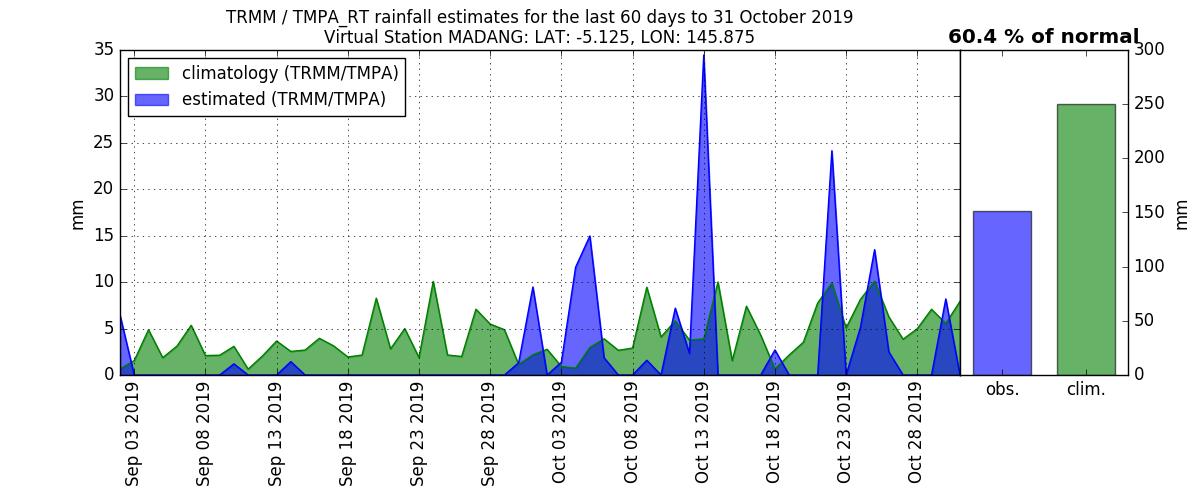 TRMM / TMPA_RT rainfall estimates for the last 60 days to 31 October 2019
Virtual Station MADANG: LAT: -5.125, LON: 145.875
60.4 % of normal
climatology (TRMM/TMPA)
estimated (TRMM/TMPA)
35
30
25
20
15
10
5
0
mm
Sep 03 2019
Sep 08 2019
Sep 13 2019
Sep 18 2019
Sep 23 2019
Sep 28 2019
Oct 03 2019
Oct 08 2019
Oct 13 2019
Oct 18 2019
Oct 23 2019
Oct 28 2019
300
250
200
150
100
50
0
mm
obs.
clim.